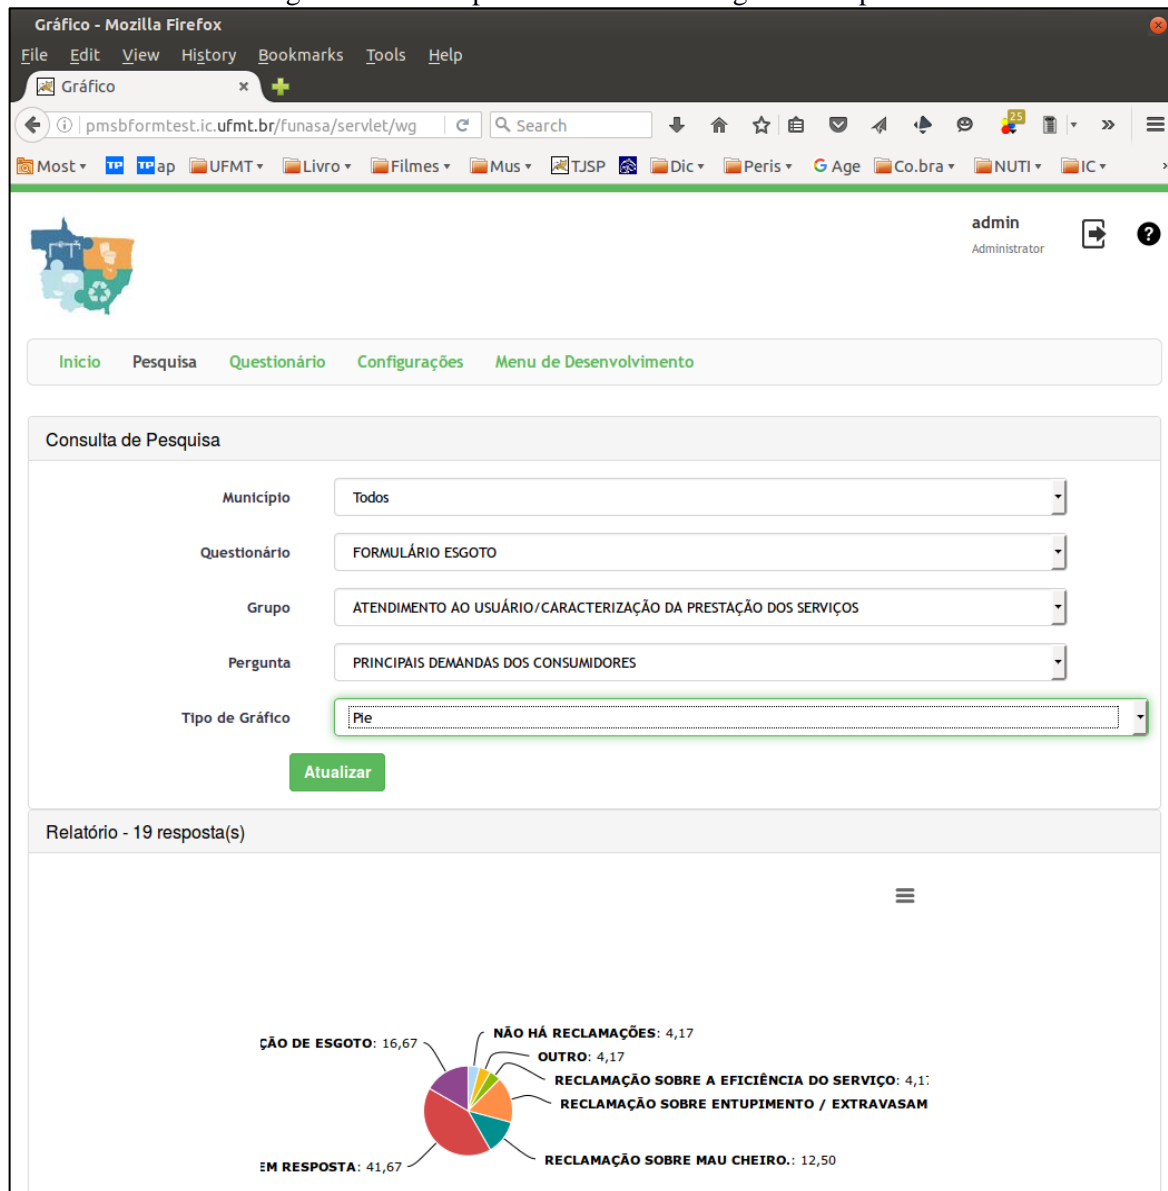 Gráfico - Mozilla Firefox
File Edit View History Bookmarks Tools Help
Gráfico
pmsbformtest.ic.ufmt.br/funasa/servlet/wg Search 25
Most TP TP ap UFMT Livro Filmes Mus TJSP Dic Peris G Age Co.bra NUTI IC
admin
Administrator
Inicio Pesquisa Questionário Configurações Menu de Desenvolvimento
Consulta de Pesquisa
Município Todos
Questionário FORMULÁRIO ESGOTO
Grupo ATENDIMENTO AO USUÁRIO/CARACTERIZAÇÃO DA PRESTAÇÃO DOS SERVIÇOS
Pergunta PRINCIPAIS DEMANDAS DOS CONSUMIDORES
Tipo de Gráfico Pie
Atualizar
Relatório - 19 resposta(s)
NÃO HÁ RECLAMAÇÕES: 4,17
ÇÃO DE ESGOTO: 16,67
OUTRO: 4,17
RECLAMAÇÃO SOBRE A EFICIÊNCIA DO SERVIÇO: 4,17
RECLAMAÇÃO SOBRE ENTUPIMENTO / EXTRAVASAM
RECLAMAÇÃO SOBRE MAU CHEIRO.: 12,50
EM RESPOSTA: 41,67